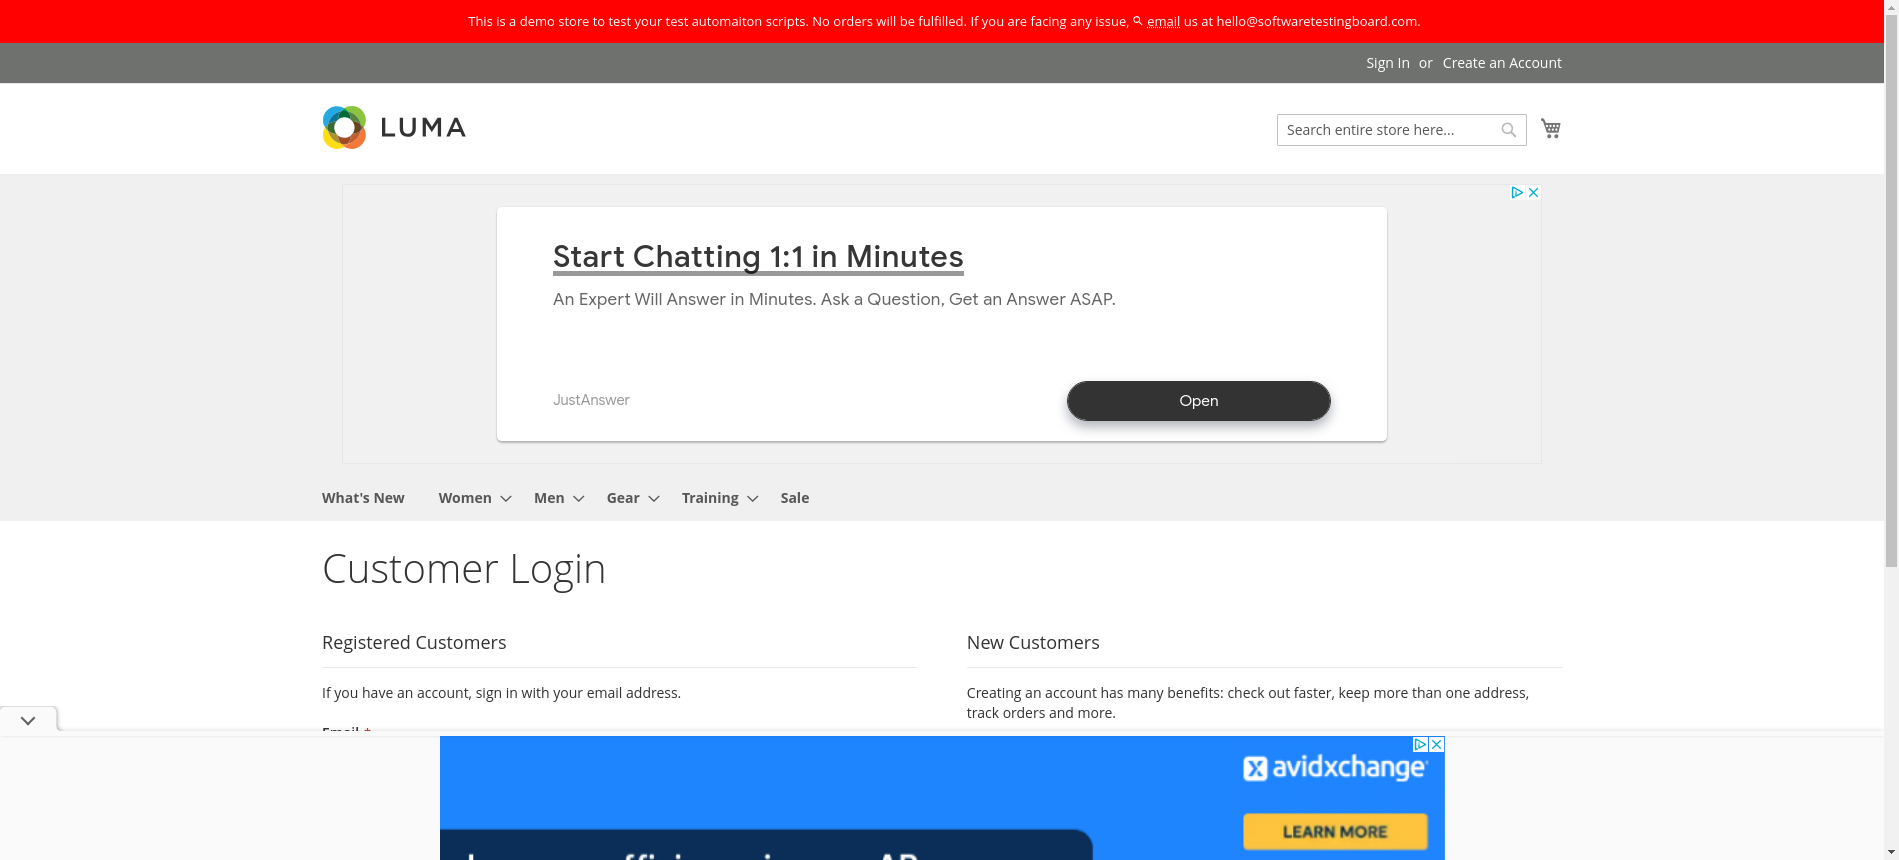 This is a demo store to test your test automaiton scripts. No orders will be fulfilled. If you are facing any issue, email us at hello@softwaretestingboard.com.
Sign In or Create an Account
LUMA
Search entire store here...
Start Chatting 1:1 in Minutes
An Expert Will Answer in Minutes. Ask a Question, Get an Answer ASAP.
JustAnswer
Open
What's New Women Men Gear Training Sale
Customer Login
Registered Customers
If you have an account, sign in with your email address.
Email *
New Customers
Creating an account has many benefits: check out faster, keep more than one address,
track orders and more.
avidxchange
LEARN MORE